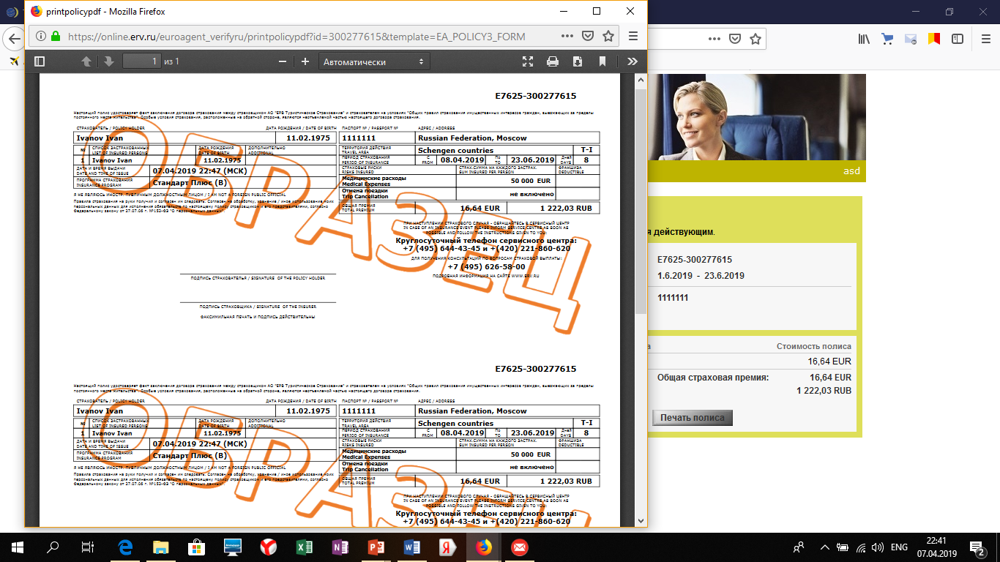 printpolicypdf - Mozilla Firefox
https://online.erv.ru/euroagent_verifyru/printpolicypdf?id=300277615&template=EA_POLICY3_FORM
1 из 1
Автоматически
E7625-300277615
Настоящий полис удостоверяет факт заключения договора страхования между страховщиком АО "ЕРВ Туристическое Страхование" и страхователем на условиях "Общих правил страхования имущественных интересов граждан, выезжающих за пределы
постоянного места жительства". Особые условия страхования, расположенные на обратной стороне, являются неотъемлемой частью настоящего договора страхования.
СТРАХОВАТЕЛЬ / POLICY HOLDER ДАТА РОЖДЕНИЯ / DATE OF BIRTH ПАСПОРТ № / PASSPORT № АДРЕС / ADDRESS
Ivanov Ivan 11.02.1975 1111111 Russian Federation, Moscow
№ СПИСОК ЗАСТРАХОВАННЫХ ДАТА РОЖДЕНИЯ ДОПОЛНИТЕЛЬНО
LIST OF INSURED PERSONS DATE OF BIRTH ADDITIONAL
1 Ivanov Ivan 11.02.1975
ДАТА И ВРЕМЯ ВЫДАЧИ
DATE AND TIME OF ISSUE
07.04.2019 22:47 (МСК)
ПРОГРАММА СТРАХОВАНИЯ
INSURANCE PROGRAM
Стандарт Плюс (B)
Я НЕ ЯВЛЯЮСЬ ИНОСТР. ПУБЛИЧНЫМ ДОЛЖНОСТНЫМ ЛИЦОМ / I AM NOT A FOREIGN PUBLIC OFFICIAL
Правила страхования на руки получил и согласен им следовать. Согласен на обработку, хранение / иное использование моих
персональных данных для исполнения обязательств по настоящему полису страховщиком и его представителями, согласно
Федеральному закону от 27.07.06 г. №152-ФЗ "О персональных данных".
ТЕРРИТОРИЯ ДЕЙСТВИЯ
TRAVEL AREA
Schengen countries T-I
ПЕРИОД СТРАХОВАНИЯ
PERIOD OF INSURANCE
С
FROM
08.04.2019
По
TO
23.06.2019
Дней
DAYS
8
СТРАХОВЫЕ РИСКИ СТРАХ.СУММА НА КАЖДОГО ЗАСТРАХ. ФРАНШИЗА
RISKS INSURED SUM INSURED PER PERSON DEDUCTIBLE
Медицинские расходы
Medical Expenses
50 000 EUR
Отмена поездки
Trip Cancellation
не включено
ОБЩАЯ ПРЕМИЯ
TOTAL PREMIUM
16,64 EUR 1 222,03 RUB
ПРИ НАСТУПЛЕНИИ СТРАХОВОГО СЛУЧАЯ - ОБРАЩАЙТЕСЬ В СЕРВИСНЫЙ ЦЕНТР
IN CASE OF AN INSURANCE EVENT PLEASE INFORM SERVICE CENTRE AS SOON AS
POSSIBLE AND FOLLOW THE INSTRUCTIONS GIVEN TO YOU:
Круглосуточный телефон сервисного центра:
+7 (495) 644-43-45 и +(420) 221-860-620
ДЛЯ ПОЛУЧЕНИЯ КОНСУЛЬТАЦИЙ ПО ВОПРОСАМ СТРАХОВОЙ ВЫПЛАТЫ:
+7 (495) 626-58-00
ПОДРОБНАЯ ИНФОРМАЦИЯ НА САЙТЕ WWW.ERV.RU
ПОДПИСЬ СТРАХОВАТЕЛЯ / SIGNATURE OF THE POLICY HOLDER
ПОДПИСЬ СТРАХОВЩИКА / SIGNATURE OF THE INSURER
ФАКСИМИЛЬНАЯ ПЕЧАТЬ И ПОДПИСЬ ДЕЙСТВИТЕЛЬНЫ
ОБРАЗЕЦ
E7625-300277615
Настоящий полис удостоверяет факт заключения договора страхования между страховщиком АО "ЕРВ Туристическое Страхование" и страхователем на условиях "Общих правил страхования имущественных интересов граждан, выезжающих за пределы
постоянного места жительства". Особые условия страхования, расположенные на обратной стороне, являются неотъемлемой частью настоящего договора страхования.
СТРАХОВАТЕЛЬ / POLICY HOLDER ДАТА РОЖДЕНИЯ / DATE OF BIRTH ПАСПОРТ № / PASSPORT № АДРЕС / ADDRESS
Ivanov Ivan 11.02.1975 1111111 Russian Federation, Moscow
№ СПИСОК ЗАСТРАХОВАННЫХ ДАТА РОЖДЕНИЯ ДОПОЛНИТЕЛЬНО
LIST OF INSURED PERSONS DATE OF BIRTH ADDITIONAL
1 Ivanov Ivan 11.02.1975
ДАТА И ВРЕМЯ ВЫДАЧИ
DATE AND TIME OF ISSUE
07.04.2019 22:47 (МСК)
ПРОГРАММА СТРАХОВАНИЯ
INSURANCE PROGRAM
Стандарт Плюс (B)
Я НЕ ЯВЛЯЮСЬ ИНОСТР. ПУБЛИЧНЫМ ДОЛЖНОСТНЫМ ЛИЦОМ / I AM NOT A FOREIGN PUBLIC OFFICIAL
Правила страхования на руки получил и согласен им следовать. Согласен на обработку, хранение / иное использование моих
персональных данных для исполнения обязательств по настоящему полису страховщиком и его представителями, согласно
Федеральному закону от 27.07.06 г. №152-ФЗ "О персональных данных".
ТЕРРИТОРИЯ ДЕЙСТВИЯ
TRAVEL AREA
Schengen countries T-I
ПЕРИОД СТРАХОВАНИЯ
PERIOD OF INSURANCE
С
FROM
08.04.2019
По
TO
23.06.2019
Дней
DAYS
8
СТРАХОВЫЕ РИСКИ СТРАХ.СУММА НА КАЖДОГО ЗАСТРАХ. ФРАНШИЗА
RISKS INSURED SUM INSURED PER PERSON DEDUCTIBLE
Медицинские расходы
Medical Expenses
50 000 EUR
Отмена поездки
Trip Cancellation
не включено
ОБЩАЯ ПРЕМИЯ
TOTAL PREMIUM
16,64 EUR 1 222,03 RUB
ПРИ НАСТУПЛЕНИИ СТРАХОВОГО СЛУЧАЯ - ОБРАЩАЙТЕСЬ В СЕРВИСНЫЙ ЦЕНТР
IN CASE OF AN INSURANCE EVENT PLEASE INFORM SERVICE CENTRE AS SOON AS
POSSIBLE AND FOLLOW THE INSTRUCTIONS GIVEN TO YOU:
Круглосуточный телефон сервисного центра:
+7 (495) 644-43-45 и +(420) 221-860-620
ОБРАЗЕЦ
asd
я действующим.
E7625-300277615
1.6.2019 - 23.6.2019
1111111
а Стоимость полиса
16,64 EUR
Общая страховая премия: 16,64 EUR
1 222,03 RUB
Печать полиса
ENG
22:41
07.04.2019
2